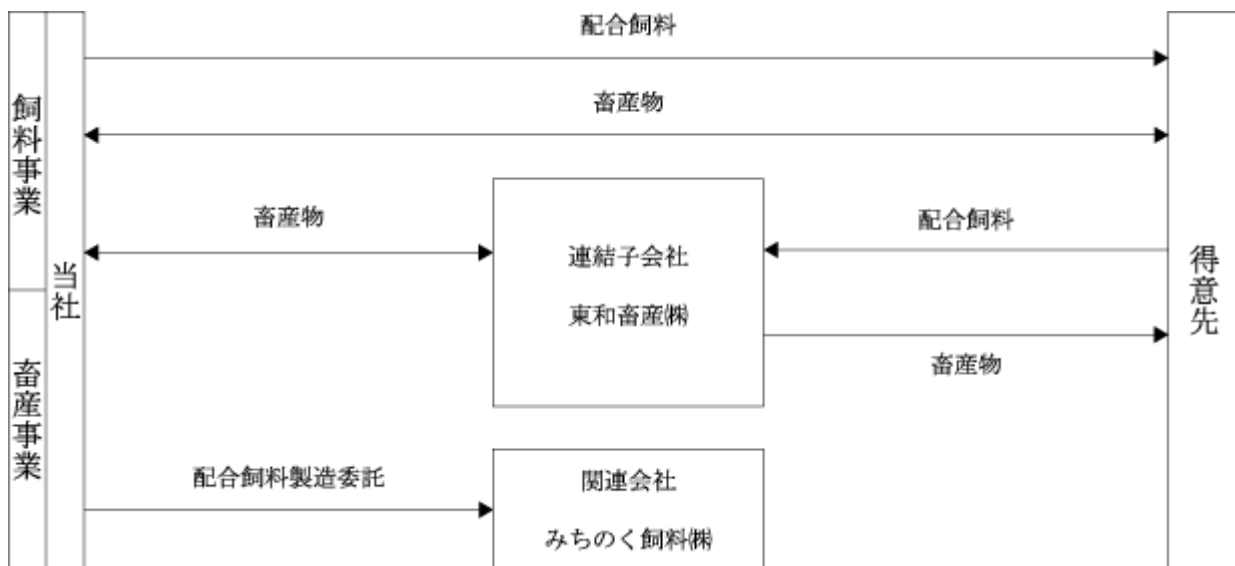 配合飼料
畜産物
飼料事業
当社
畜産物
連結子会社
東和畜産㈱
配合飼料
得意先
畜産物
畜産事業
配合飼料製造委託
関連会社
みちのく飼料㈱